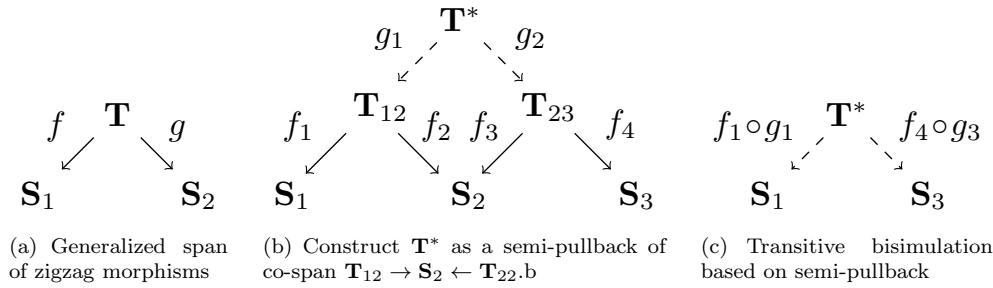 T*
g₁ g₂
f T g f₁ T₁₂ f₂ f₃ T₂₃ f₄ f₁∘g₁ T* f₄∘g₃
S₁ S₂ S₁ S₂ S₃ S₁ S₃
(a) Generalized span
of zigzag morphisms
(b) Construct T* as a semi-pullback of
co-span T₁₂ → S₂ ← T₂₂.b
(c) Transitive bisimulation
based on semi-pullback